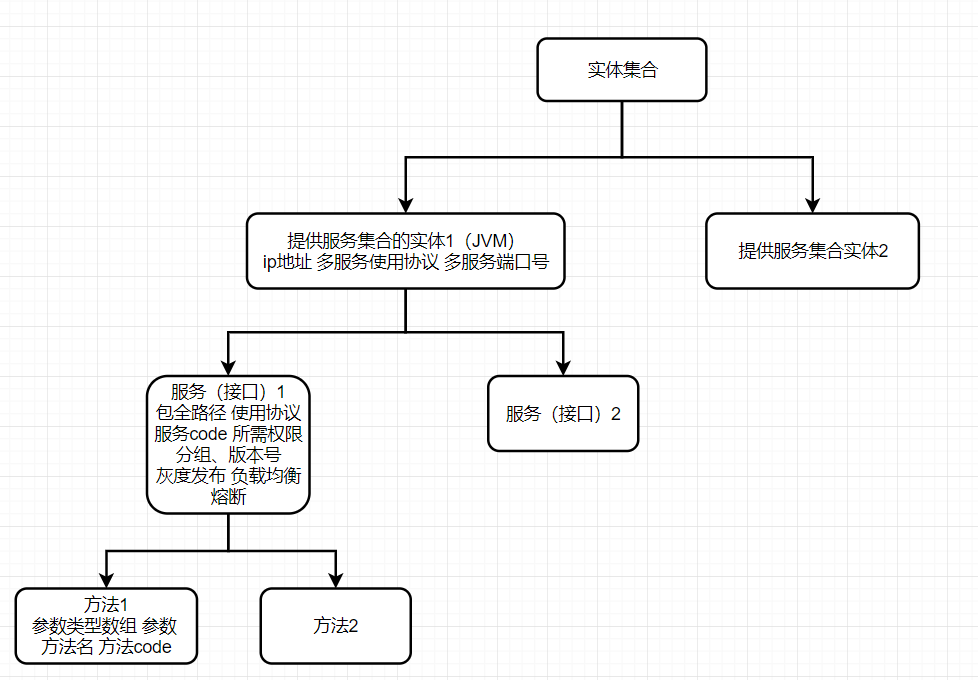 实体集合
提供服务集合的实体1（JVM）
ip地址 多服务使用协议 多服务端口号
提供服务集合实体2
服务（接口）1
包全路径 使用协议
服务code 所需权限
分组、版本号
灰度发布 负载均衡
熔断
服务（接口）2
方法1
参数类型数组 参数
方法名 方法code
方法2